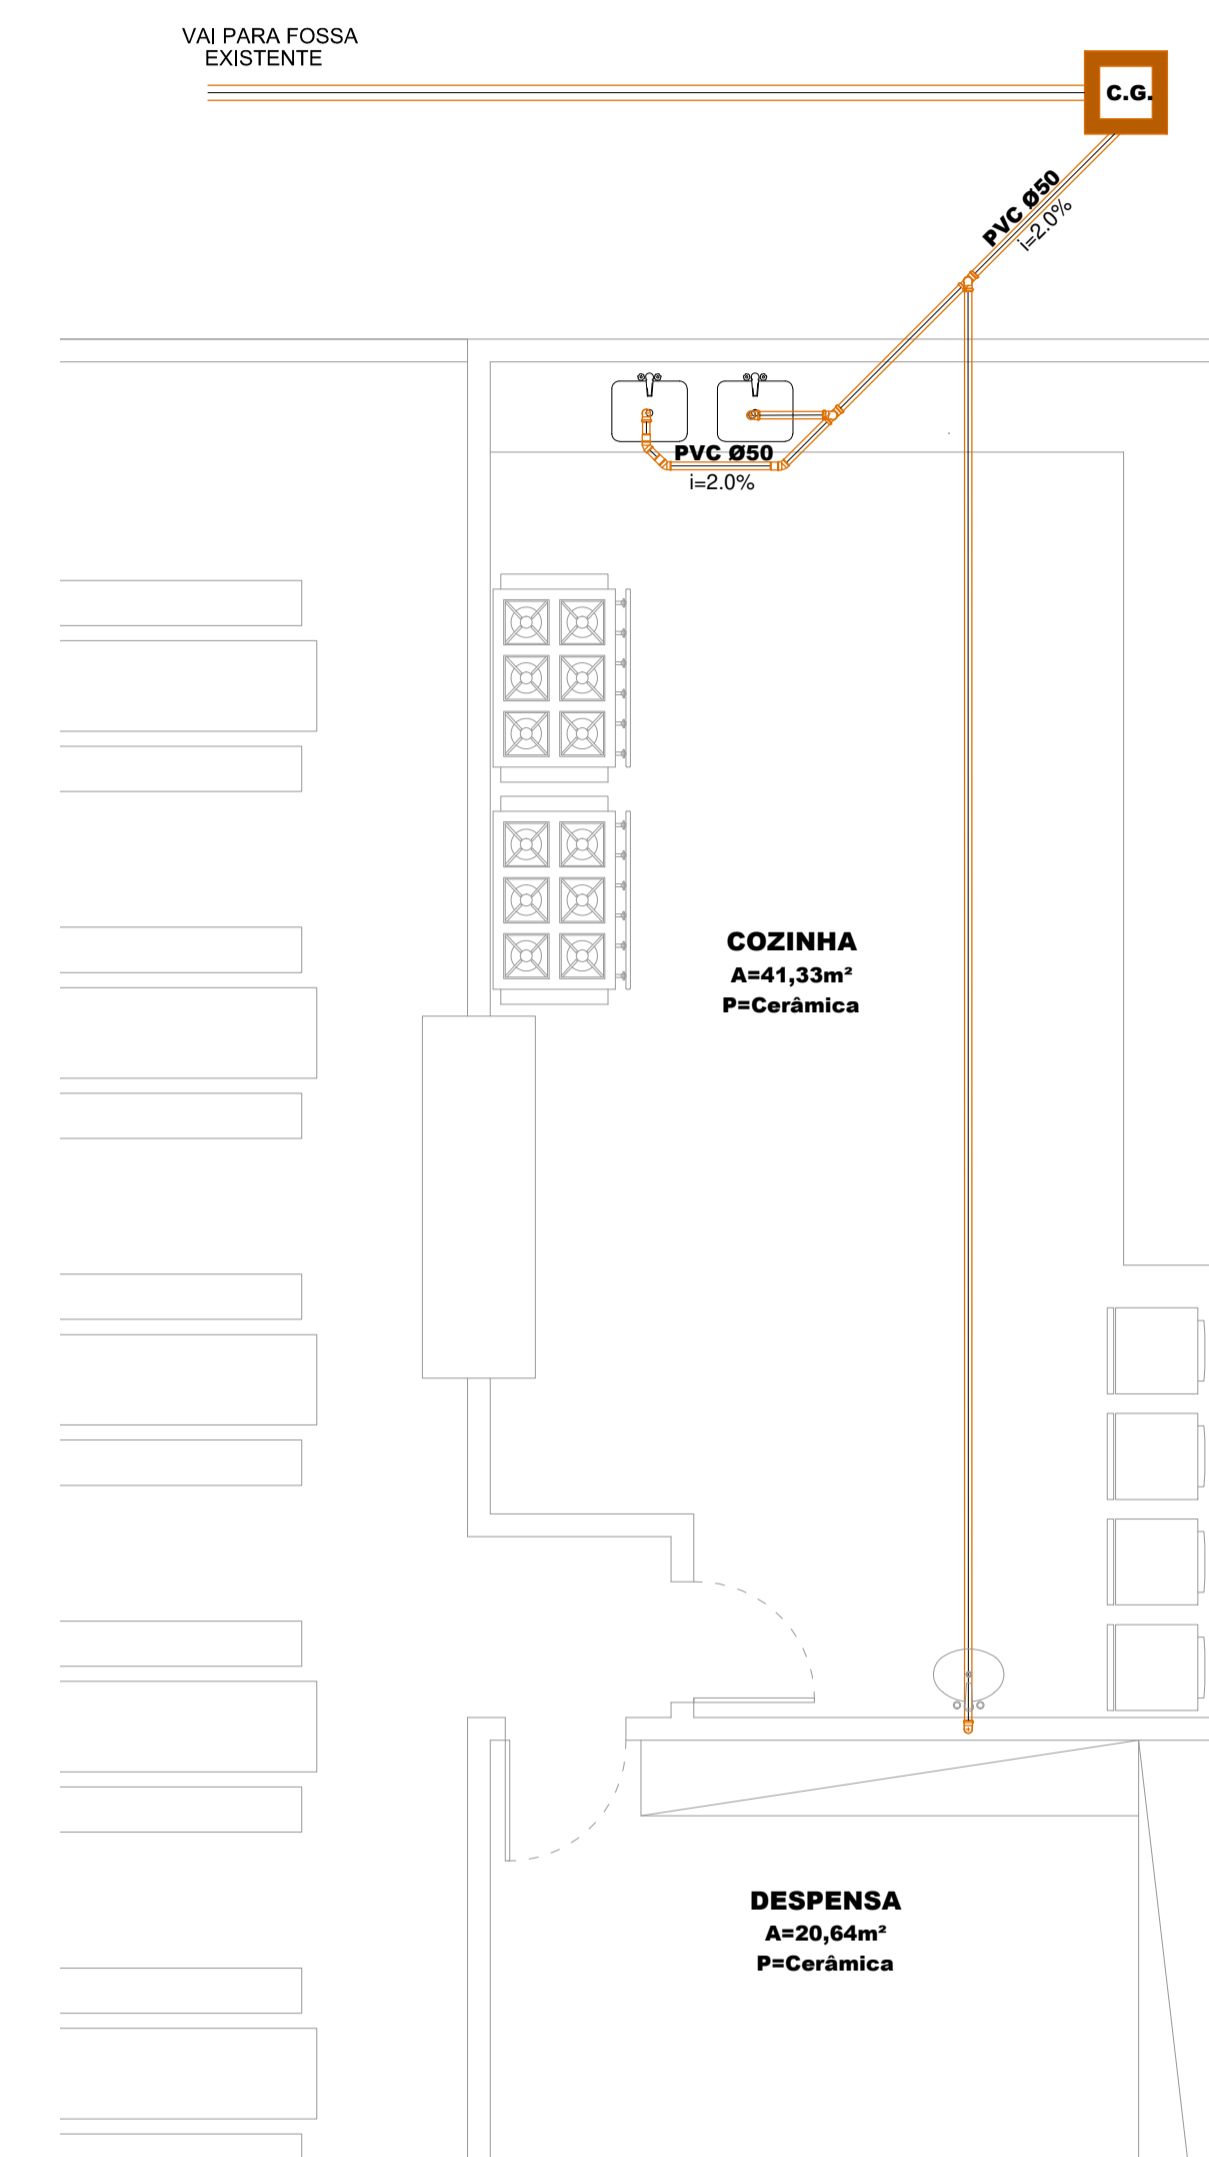 VAI PARA FOSSA
EXISTENTE
C.G.
PVC Ø50
i=2.0%
PVC Ø50
i=2.0%
COZINHA
A=41,33m²
P=Cerâmica
DESPENSA
A=20,64m²
P=Cerâmica